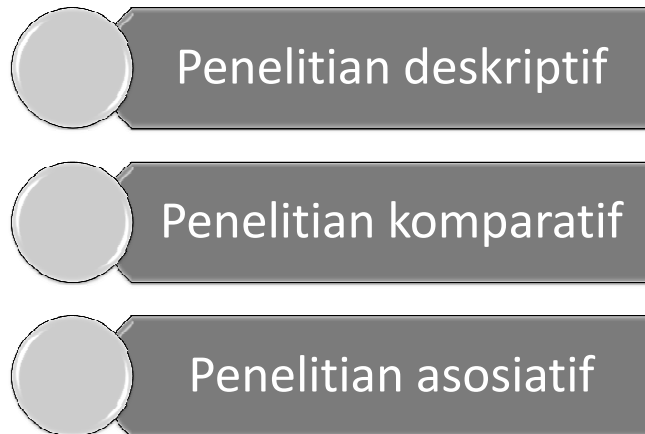 Penelitian deskriptif
Penelitian komparatif
Penelitian asosiatif